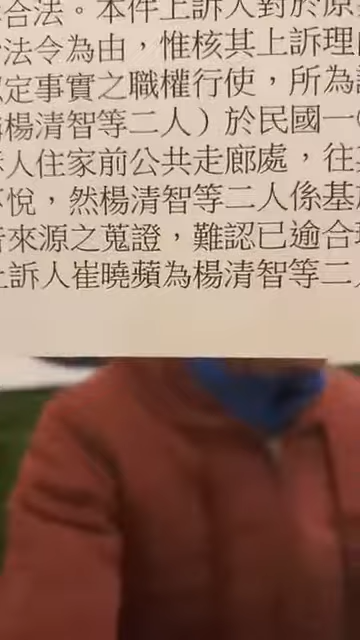 合法。本件上訴人對於原
法令為由，惟核其上訴理
定事實之職權行使，所為
楊清智等二人）於民國一
人住家前公共走廊處，往
悅，然楊清智等二人係基
來源之蒐證，難認已逾合
上訴人崔曉蘋為楊清智等二